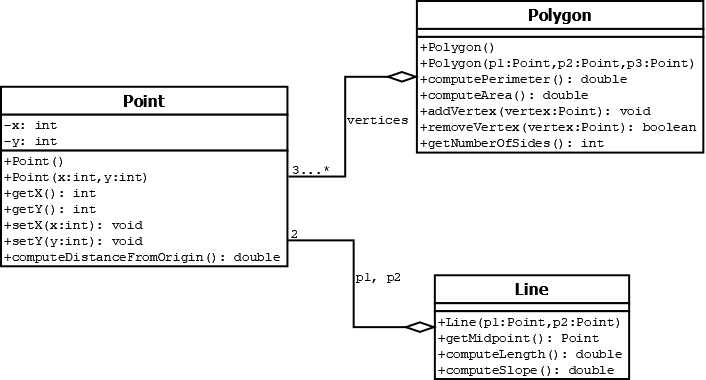 Polygon
+Polygon()
+Polygon(p1:Point,p2:Point,p3:Point)
+computePerimeter(): double
+computeArea(): double
+addVertex(vertex:Point): void
+removeVertex(vertex:Point): boolean
+getNumberOfSides(): int
vertices
3...*
Point
-x: int
-y: int
+Point()
+Point(x:int,y:int)
+getX(): int
+getY(): int
+setX(x:int): void
+setY(y:int): void
+computeDistanceFromOrigin(): double
2
p1, p2
Line
+Line(p1:Point,p2:Point)
+getMidpoint(): Point
+computeLength(): double
+computeSlope(): double